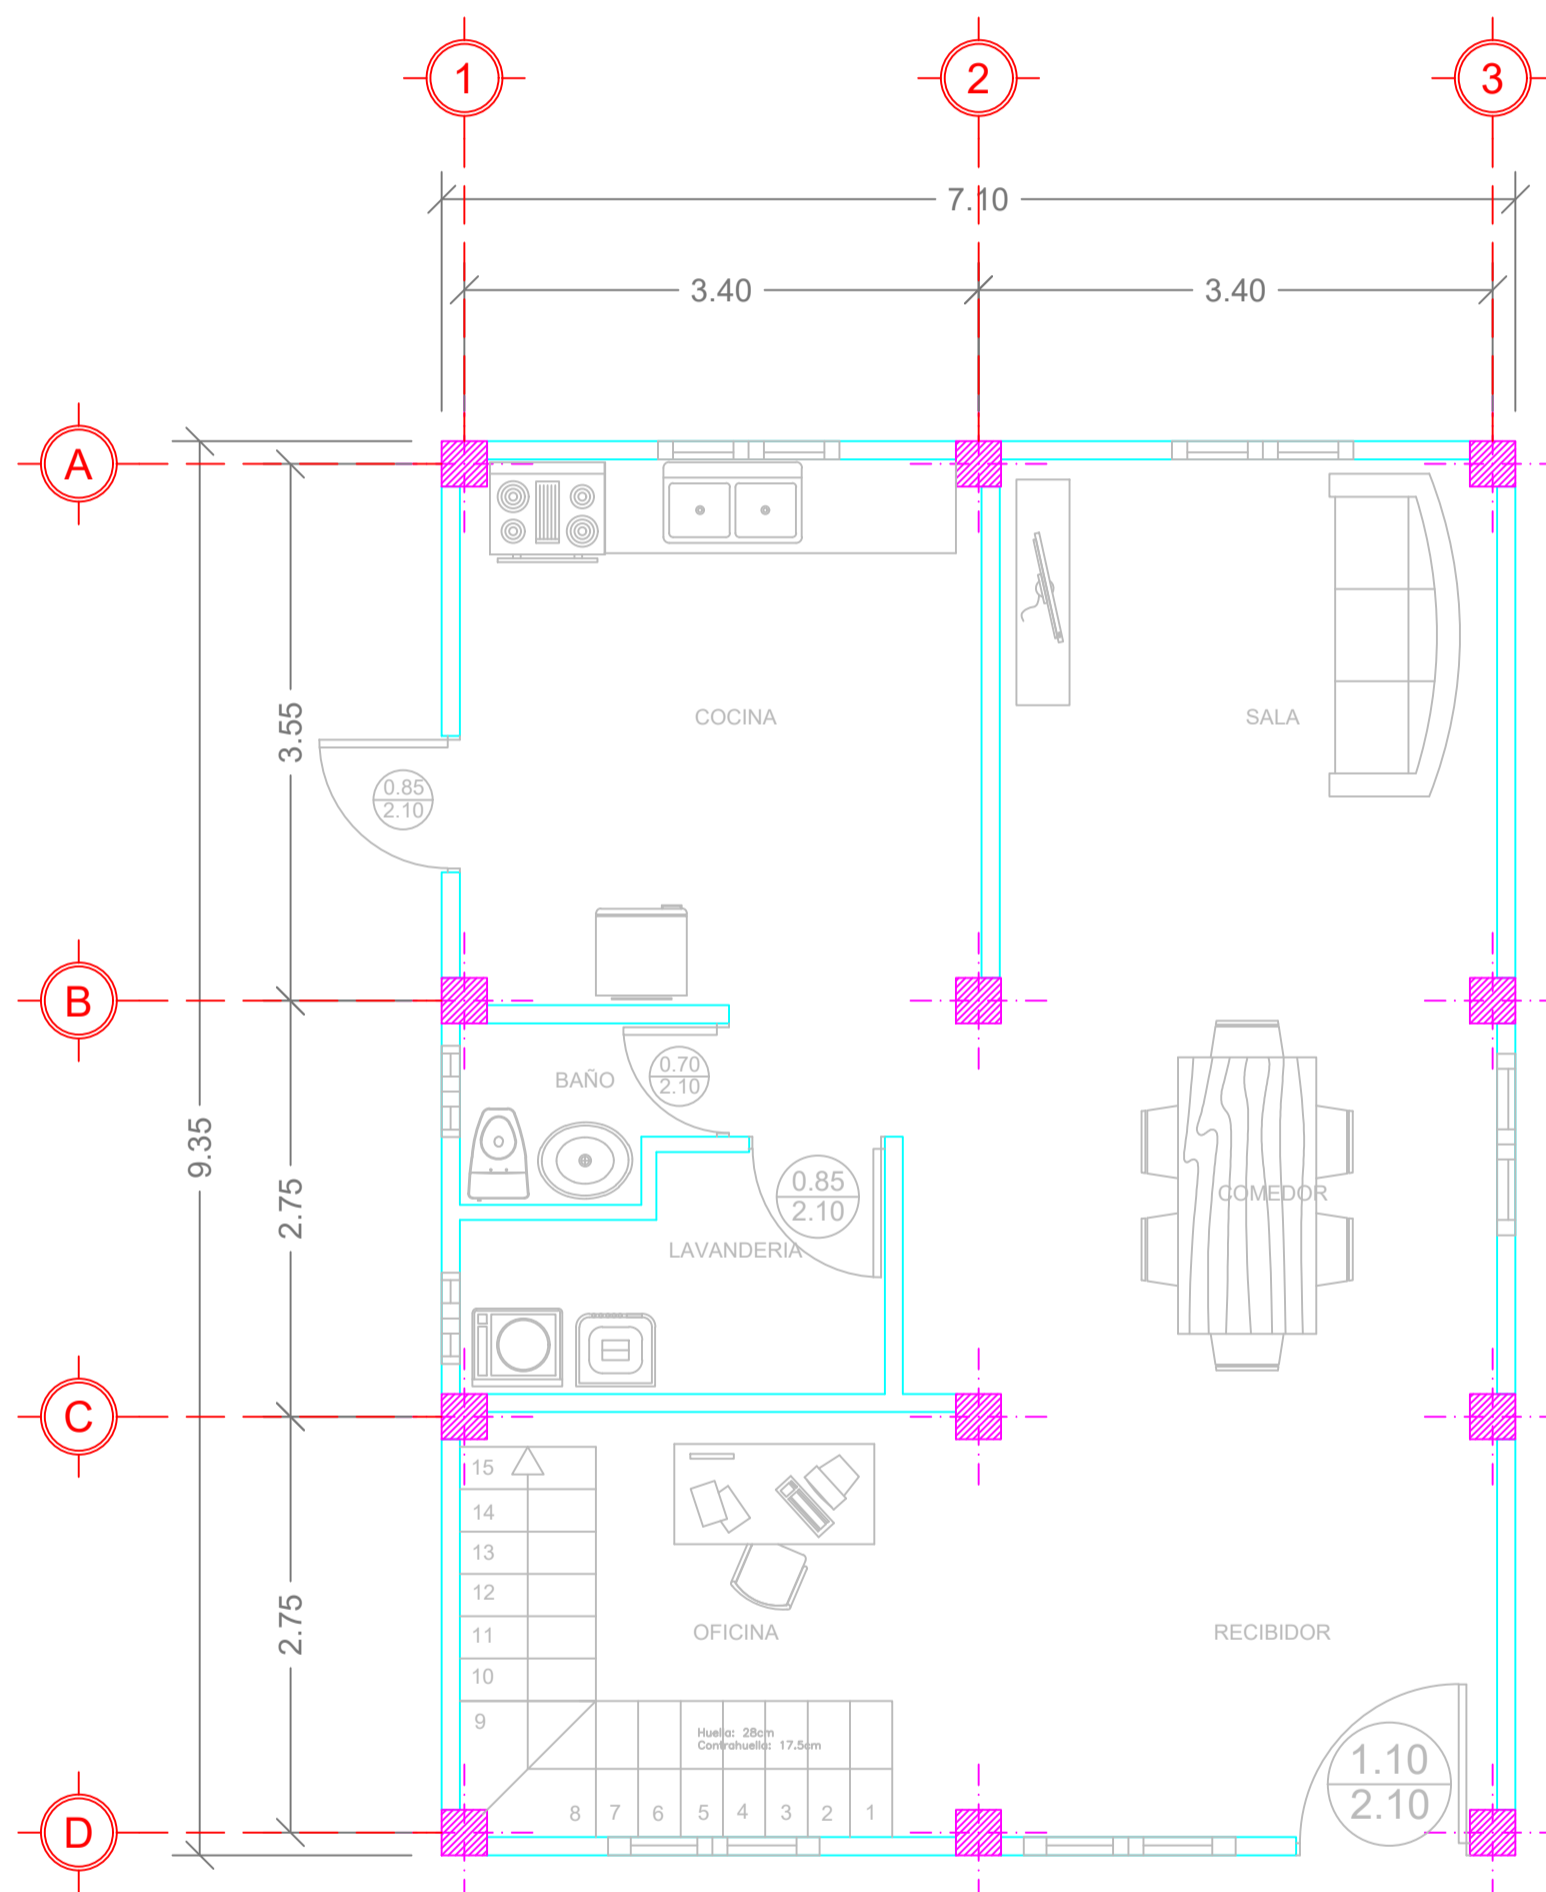 1 2 3
7.10
3.40 3.40
A
3.55
COCINA SALA
0.85
2.10
B
0.70
2.10
BAÑO
9.35
2.75
0.85
2.10
COMEDOR
LAVANDERIA
C
15
14
13
12
11
10
9
2.75
OFICINA RECIBIDOR
Huella: 28cm
Contrahuella: 17.5cm
1.10
2.10
8 7 6 5 4 3 2 1
D